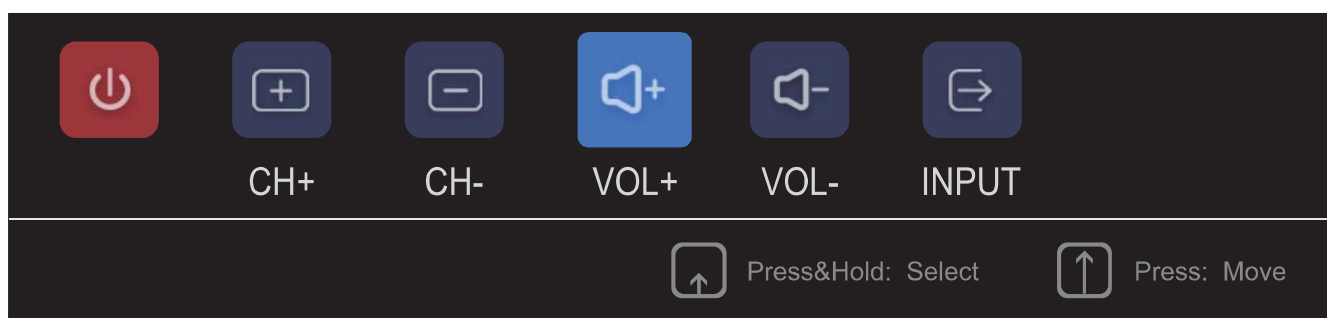 CH+ CH- VOL+ VOL- INPUT
Press&Hold: Select Press: Move